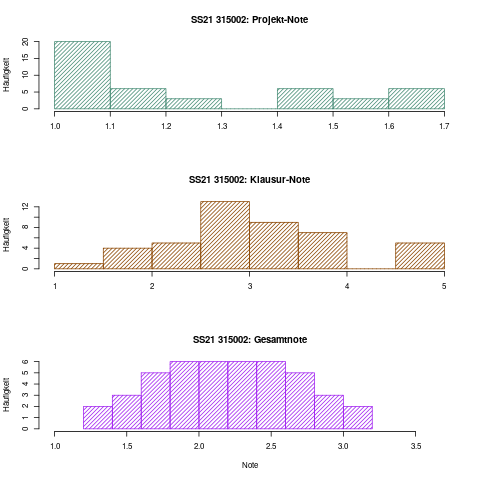 SS21 315002: Projekt-Note
Häufigkeit
0 5 10 15 20
1.0 1.1 1.2 1.3 1.4 1.5 1.6 1.7
SS21 315002: Klausur-Note
Häufigkeit
0 4 8 12
1 2 3 4 5
SS21 315002: Gesamtnote
Häufigkeit
0 1 2 3 4 5 6
1.0 1.5 2.0 2.5 3.0 3.5
Note